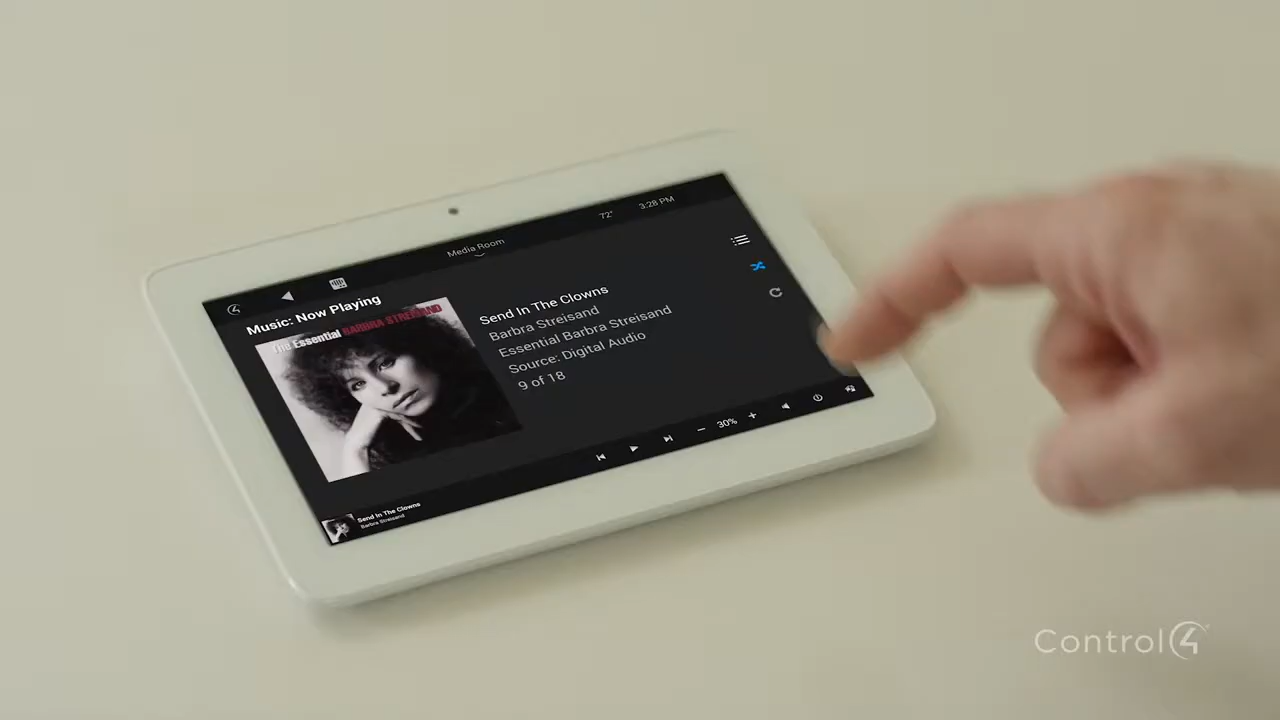 72°
3:28 PM
Media Room
Music: Now Playing
The Essential BARBRA STREISAND
Send In The Clowns
Barbra Streisand
Essential Barbra Streisand
Source: Digital Audio
9 of 18
30%
Send In The Clowns
Barbra Streisand
Control4